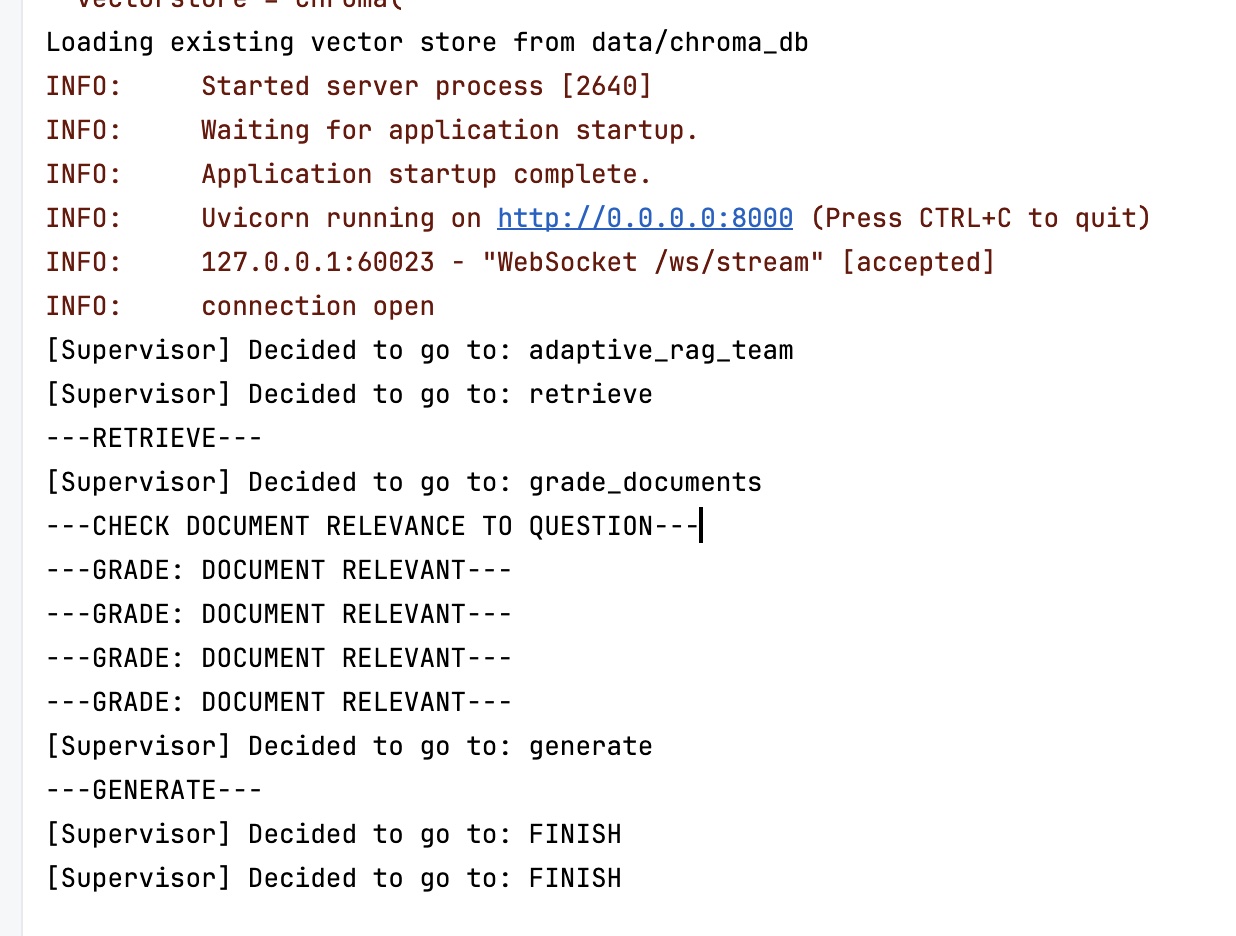 vectorstore = Chroma(
Loading existing vector store from data/chroma_db
INFO:     Started server process [2640]
INFO:     Waiting for application startup.
INFO:     Application startup complete.
INFO:     Uvicorn running on http://0.0.0.0:8000 (Press CTRL+C to quit)
INFO:     127.0.0.1:60023 - "WebSocket /ws/stream" [accepted]
INFO:     connection open
[Supervisor] Decided to go to: adaptive_rag_team
[Supervisor] Decided to go to: retrieve
---RETRIEVE---
[Supervisor] Decided to go to: grade_documents
---CHECK DOCUMENT RELEVANCE TO QUESTION---
---GRADE: DOCUMENT RELEVANT---
---GRADE: DOCUMENT RELEVANT---
---GRADE: DOCUMENT RELEVANT---
---GRADE: DOCUMENT RELEVANT---
[Supervisor] Decided to go to: generate
---GENERATE---
[Supervisor] Decided to go to: FINISH
[Supervisor] Decided to go to: FINISH